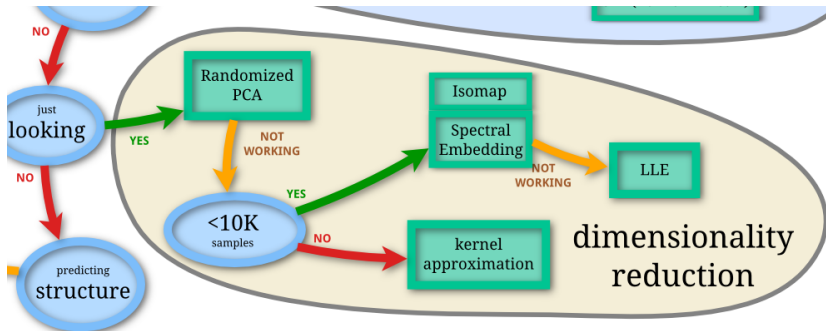 NO
just
looking
YES
NO
predicting
structure
Randomized
PCA
NOT
WORKING
<10K
samples
YES
NO
Isomap
Spectral
Embedding
NOT
WORKING
LLE
kernel
approximation
dimensionality
reduction